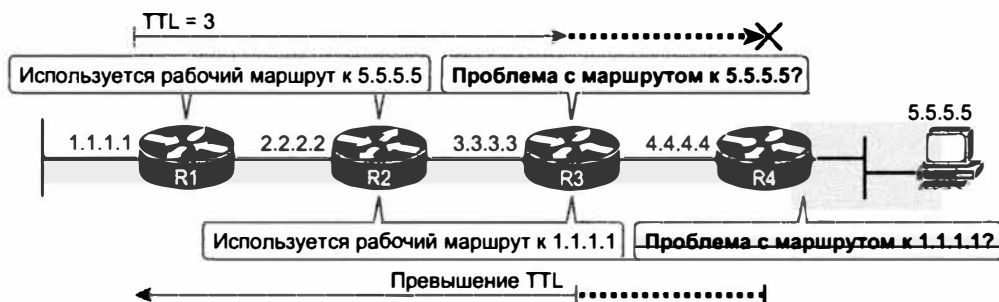 TTL = 3
Используется рабочий маршрут к 5.5.5.5
Проблема с маршрутом к 5.5.5.5?
5.5.5.5
1.1.1.1
2.2.2.2
3.3.3.3
4.4.4.4
R1
R2
R3
R4
Используется рабочий маршрут к 1.1.1.1
Проблема с маршрутом к 1.1.1.1?
Превышение TTL